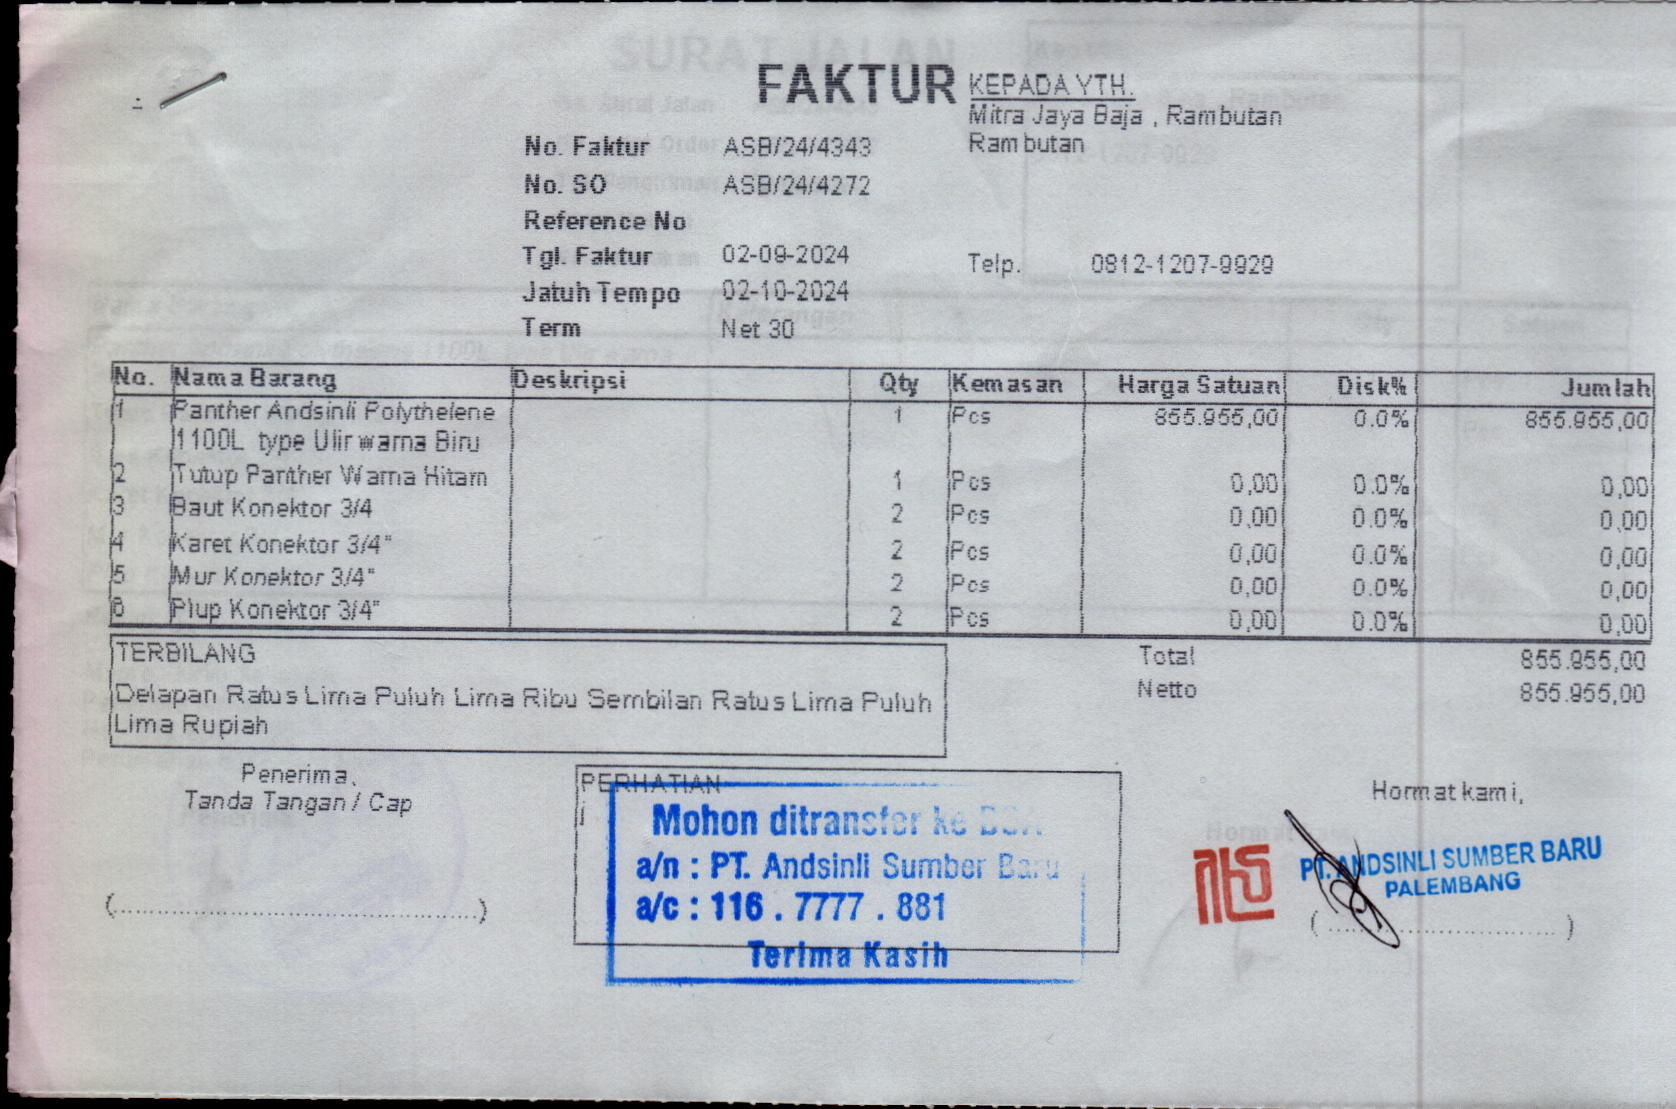 FAKTUR
KEPADA YTH.
Mitra Jaya Baja , Rambutan
Rambutan
No. Faktur ASB/24/4343
No. SO ASB/24/4272
Reference No
Tgl. Faktur 02-09-2024
Telp. 0812-1207-9929
Jatuh Tempo 02-10-2024
Term Net 30
No. Nama Barang Deskripsi Qty Kemasan Harga Satuan Disk% Jumlah
1 Panther Andsinli Polythelene 1 Pcs 855.955,00 0.0% 855.955,00
1100L type Ulir warna Biru
2 Tutup Panther Warna Hitam 1 Pcs 0,00 0.0% 0,00
3 Baut Konektor 3/4 2 Pcs 0,00 0.0% 0,00
4 Karet Konektor 3/4" 2 Pcs 0,00 0.0% 0,00
5 Mur Konektor 3/4" 2 Pcs 0,00 0.0% 0,00
6 Plup Konektor 3/4" 2 Pcs 0,00 0.0% 0,00
TERBILANG
Delapan Ratus Lima Puluh Lima Ribu Sembilan Ratus Lima Puluh
Lima Rupiah
Total 855.955,00
Netto 855.955,00
Penerima,
Tanda Tangan / Cap
(........................................)
PERHATIAN
Mohon ditransfer ke BCA
a/n : PT. Andsinli Sumber Baru
a/c : 116 . 7777 . 881
Terima Kasih
Hormat kami,
PT. ANDSINLI SUMBER BARU
PALEMBANG
(..............................)
SURAT JALAN